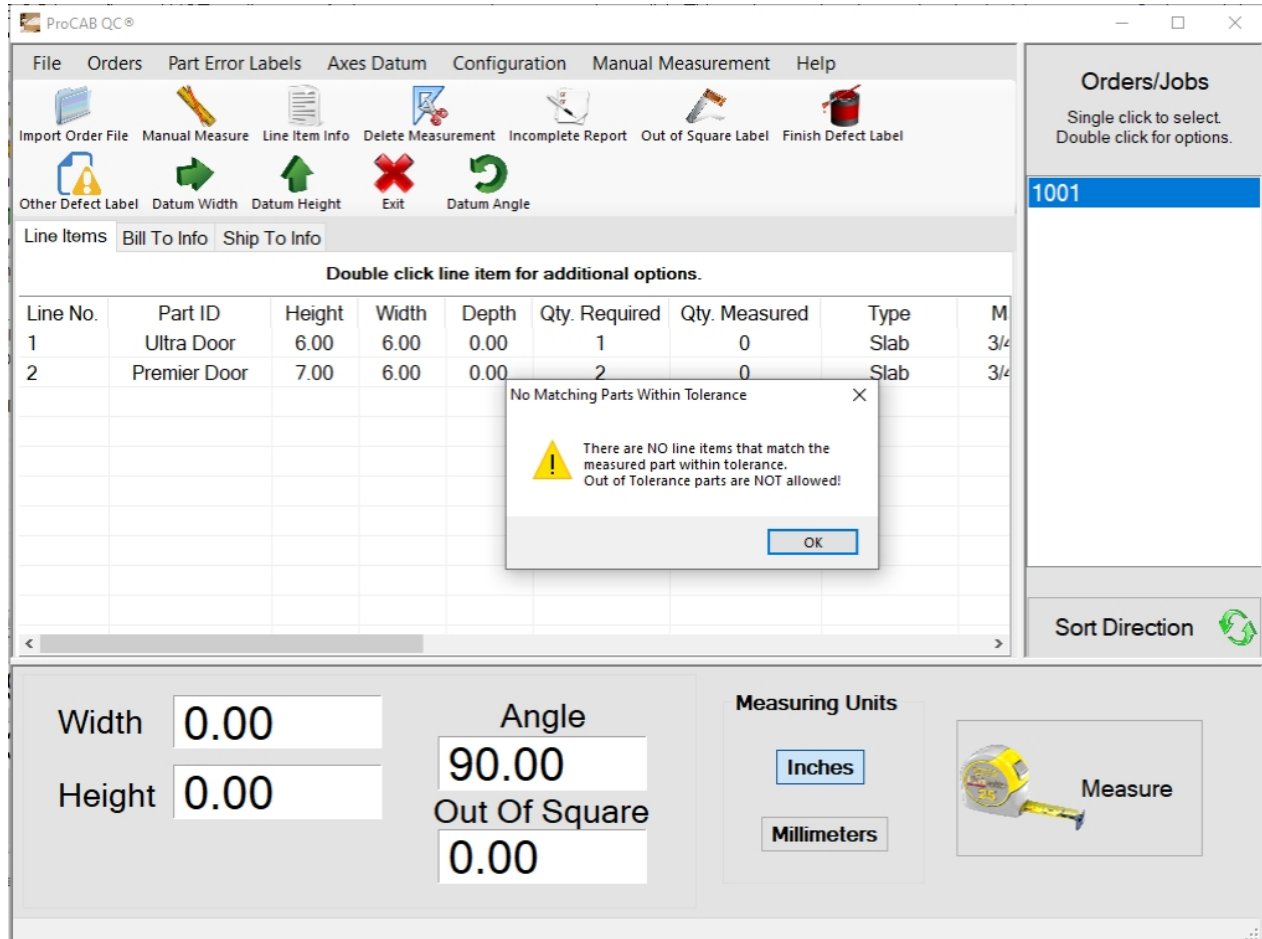 ProCAB QC®
File Orders Part Error Labels Axes Datum Configuration Manual Measurement Help
Import Order File Manual Measure Line Item Info Delete Measurement Incomplete Report Out of Square Label Finish Defect Label
Other Defect Label Datum Width Datum Height Exit Datum Angle
Line Items Bill To Info Ship To Info
Double click line item for additional options.
Line No. Part ID Height Width Depth Qty. Required Qty. Measured Type M
1 Ultra Door 6.00 6.00 0.00 1 0 Slab 3/4
2 Premier Door 7.00 6.00 0.00 2 0 Slab 3/4
No Matching Parts Within Tolerance
There are NO line items that match the
measured part within tolerance.
Out of Tolerance parts are NOT allowed!
OK
Orders/Jobs
Single click to select.
Double click for options.
1001
Sort Direction
Width 0.00
Height 0.00
Angle
90.00
Out Of Square
0.00
Measuring Units
Inches
Millimeters
Measure